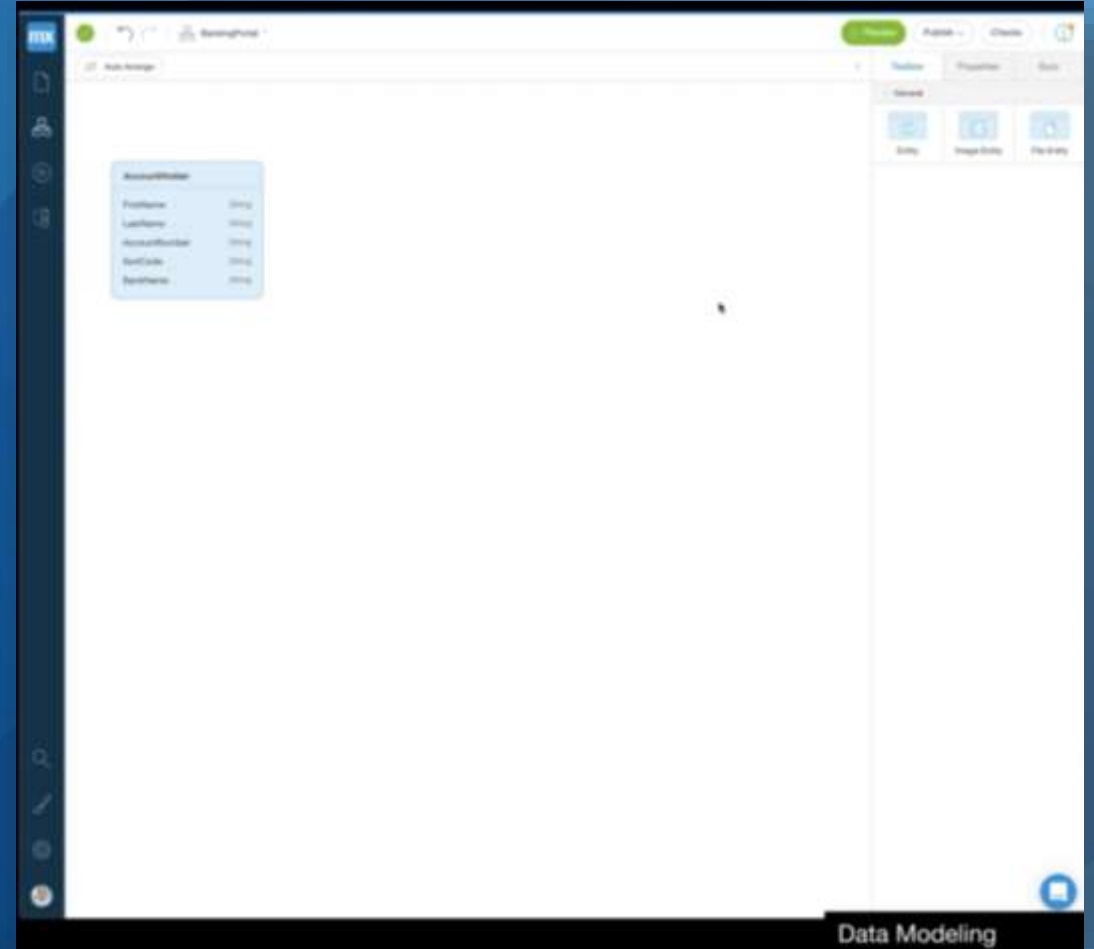 mx
BankingPortal
Preview
Publish
Checks
Auto Arrange
Toolbox Properties
General
Entity Image Entity File Entity
AccountHolder
FirstName String
LastName String
AccountNumber String
SortCode String
BankName String
Data Modeling